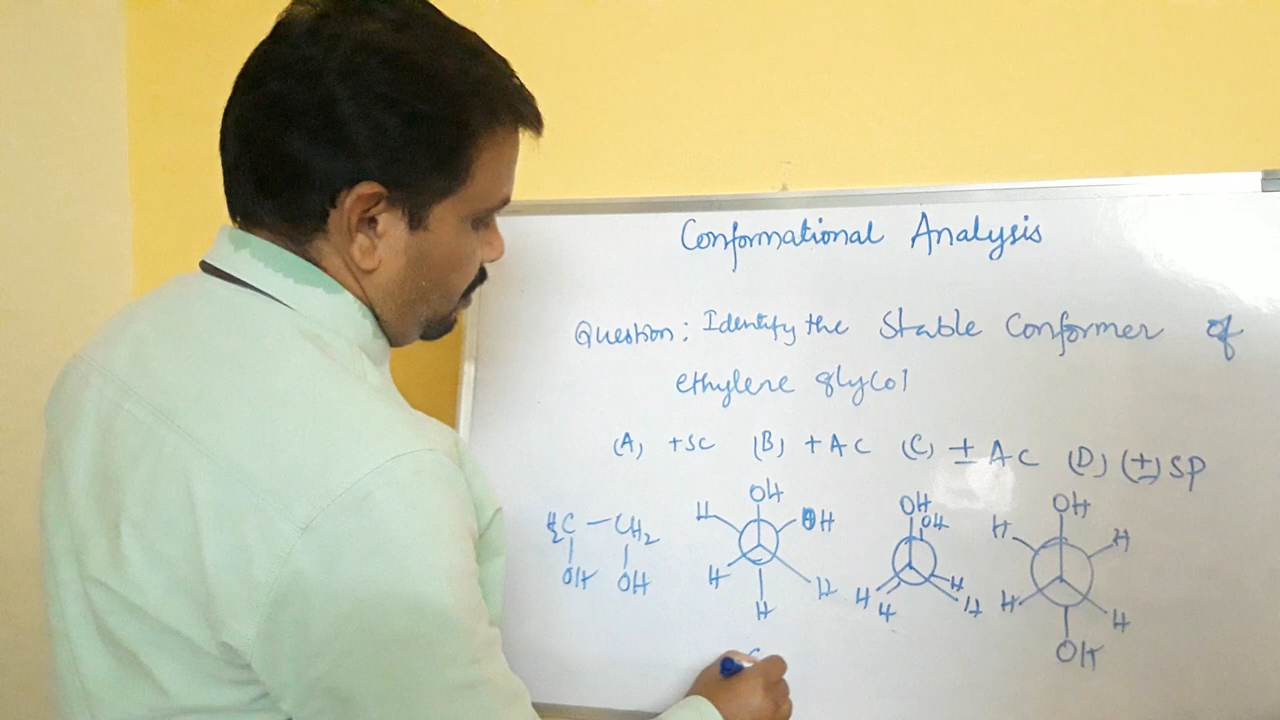 Conformational Analysis
Question: Identify the Stable Conformer of
ethylene glycol
(A) +SC (B) +AC (C) ±AC (D) (±) SP
H₂C — CH₂
OH OH
OH
H OH
H H
H
OH
OH
H H
H H
OH
H H
H H
OH